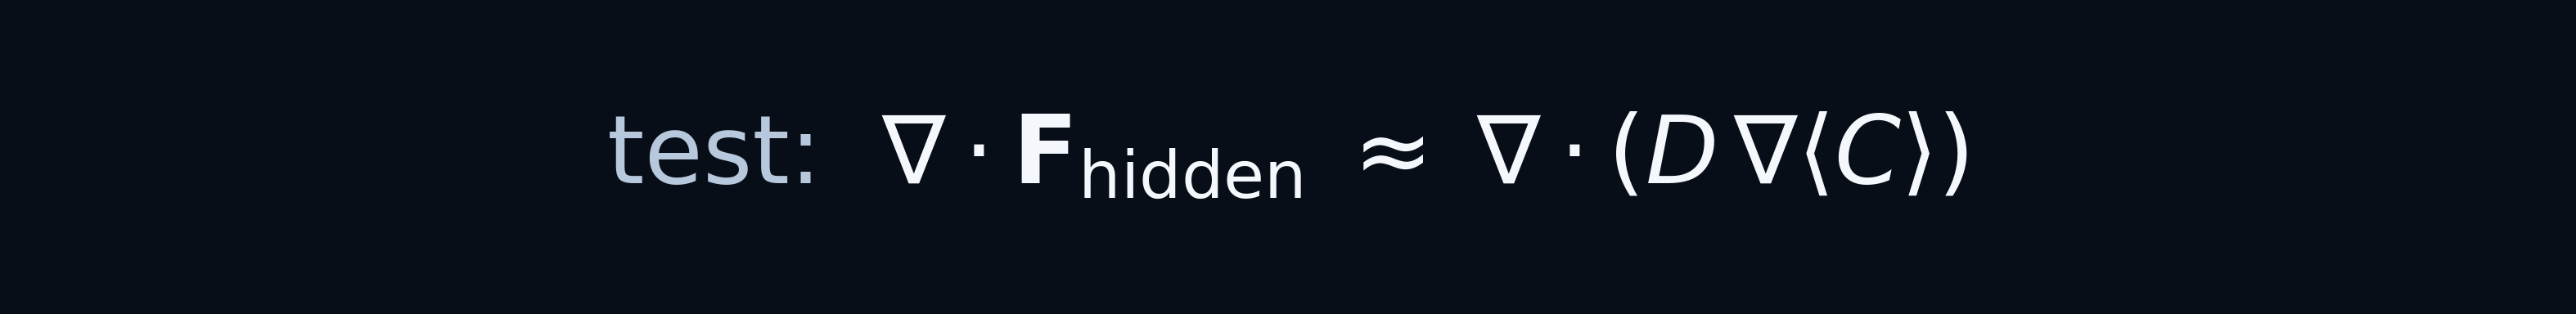 test: ∇ · F_hidden ≈ ∇ · (D ∇⟨C⟩)